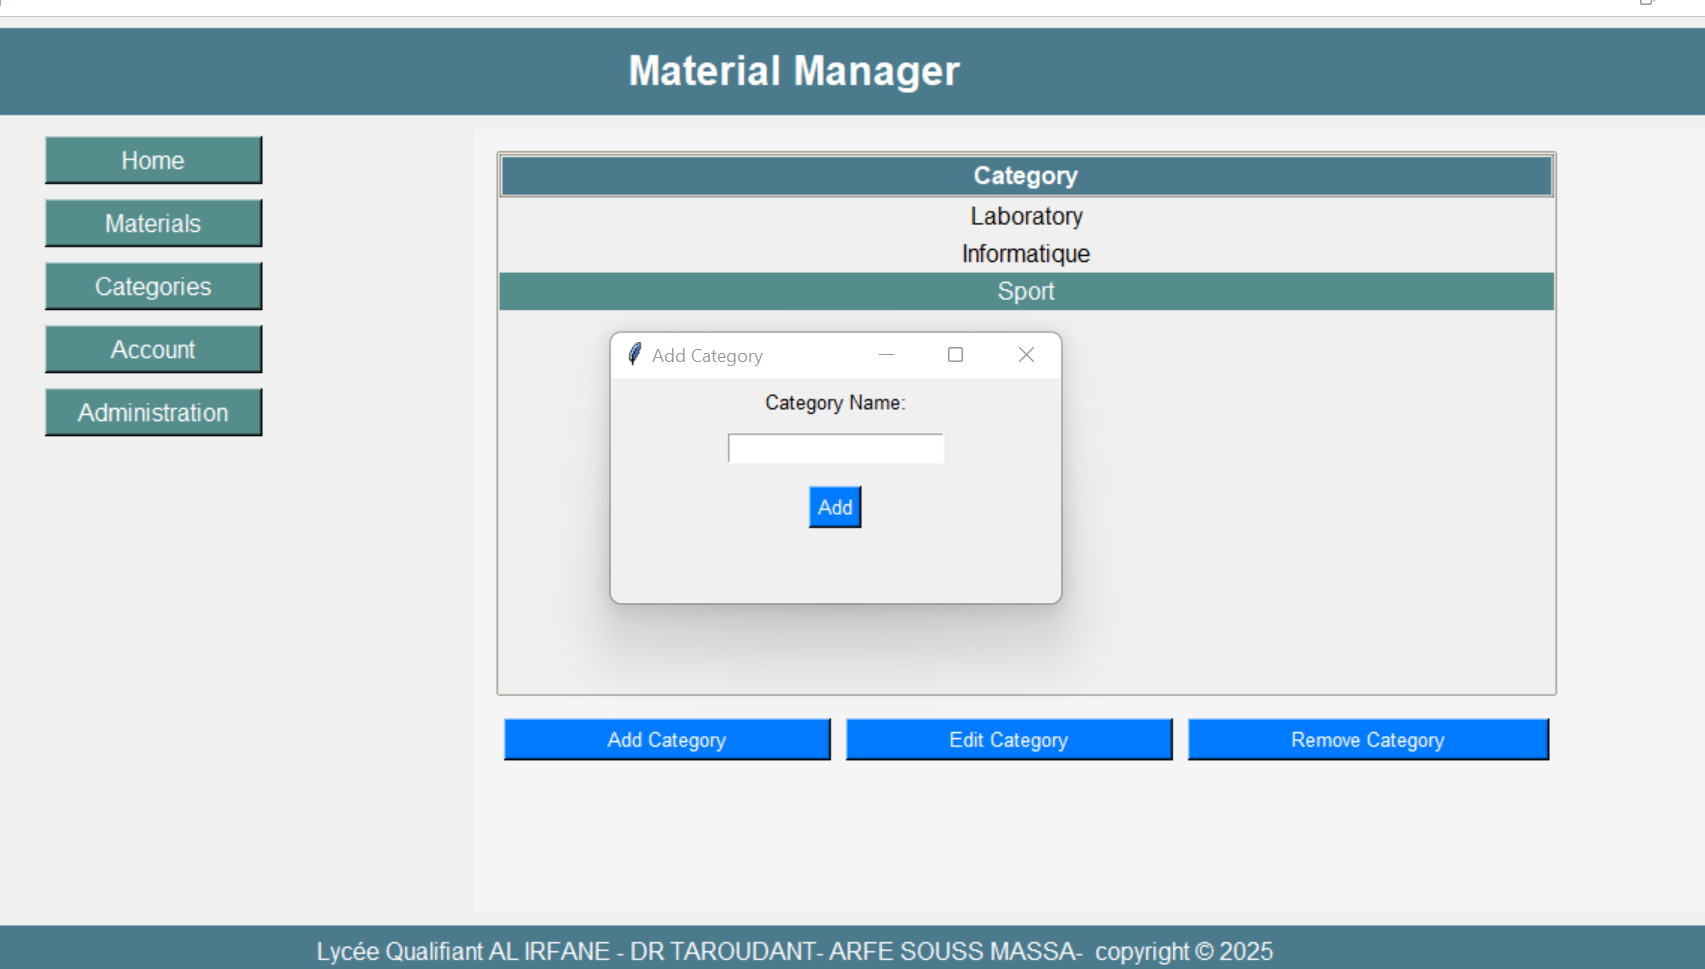 Material Manager
Home
Materials
Categories
Account
Administration
Category
Laboratory
Informatique
Sport
Add Category
Category Name:
Add
Add Category
Edit Category
Remove Category
Lycée Qualifiant AL IRFANE - DR TAROUDANT- ARFE SOUSS MASSA-  copyright © 2025